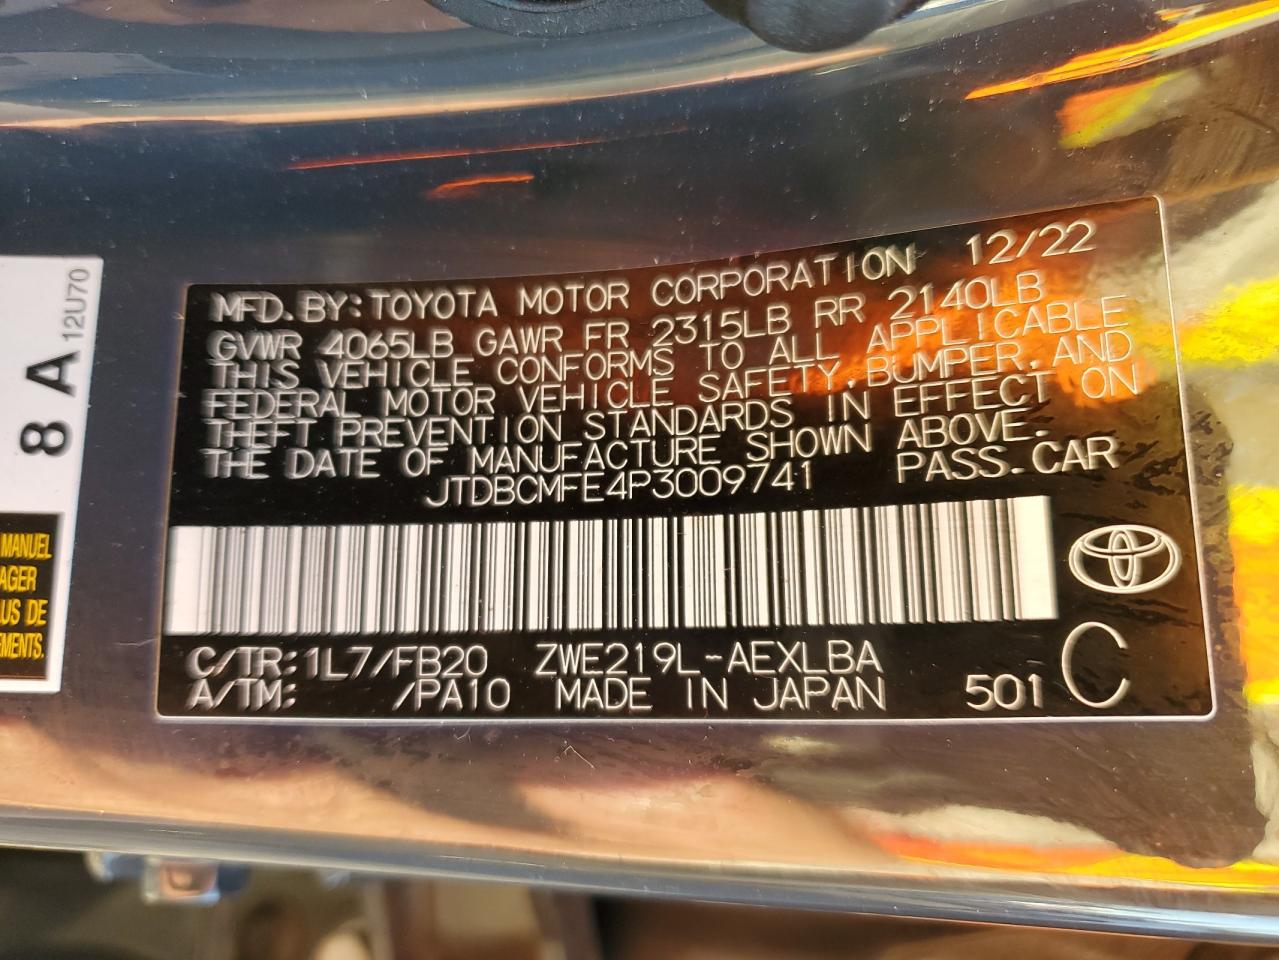 8 A 12U70
MANUEL
AGER
US DE
EMENTS.
MFD. BY: TOYOTA MOTOR CORPORATION 12/22
GVWR 4065LB GAWR FR 2315LB RR 2140LB
THIS VEHICLE CONFORMS TO ALL APPLICABLE
FEDERAL MOTOR VEHICLE SAFETY, BUMPER, AND
THEFT PREVENTION STANDARDS IN EFFECT ON
THE DATE OF MANUFACTURE SHOWN ABOVE.
JTDBCMFE4P3009741 PASS. CAR
C/TR: 1L7/FB20 ZWE219L-AEXLBA
A/TM: /PA10 MADE IN JAPAN 501 C